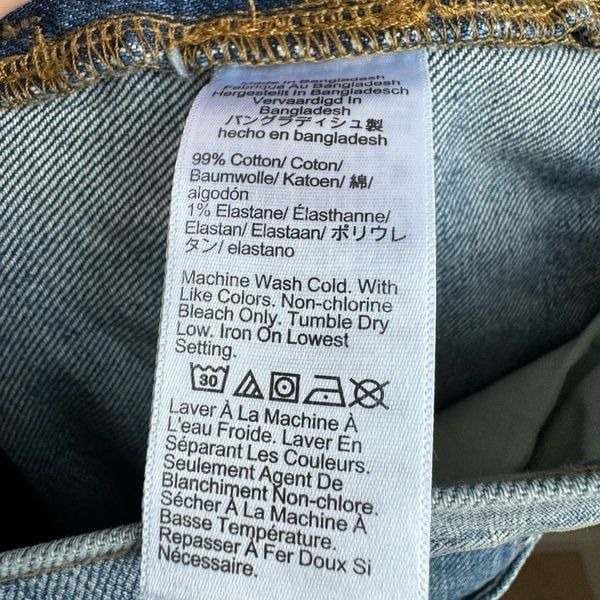 Made In Bangladesh
Fabriqué Au Bangladesh
Hergestellt In Bangladesch
Vervaardigd In
Bangladesh
バングラディシュ製
hecho en bangladesh
99% Cotton/ Coton/
Baumwolle/ Katoen/ 綿/
algodón
1% Elastane/ Élasthanne/
Elastan/ Elastaan/ ポリウレ
タン/ elastano
Machine Wash Cold. With
Like Colors. Non-chlorine
Bleach Only. Tumble Dry
Low. Iron On Lowest
Setting.
30
Laver À La Machine À
L'eau Froide. Laver En
Séparant Les Couleurs.
Seulement Agent De
Blanchiment Non-chlore.
Sécher À La Machine À
Basse Température.
Repasser À Fer Doux Si
Nécessaire.